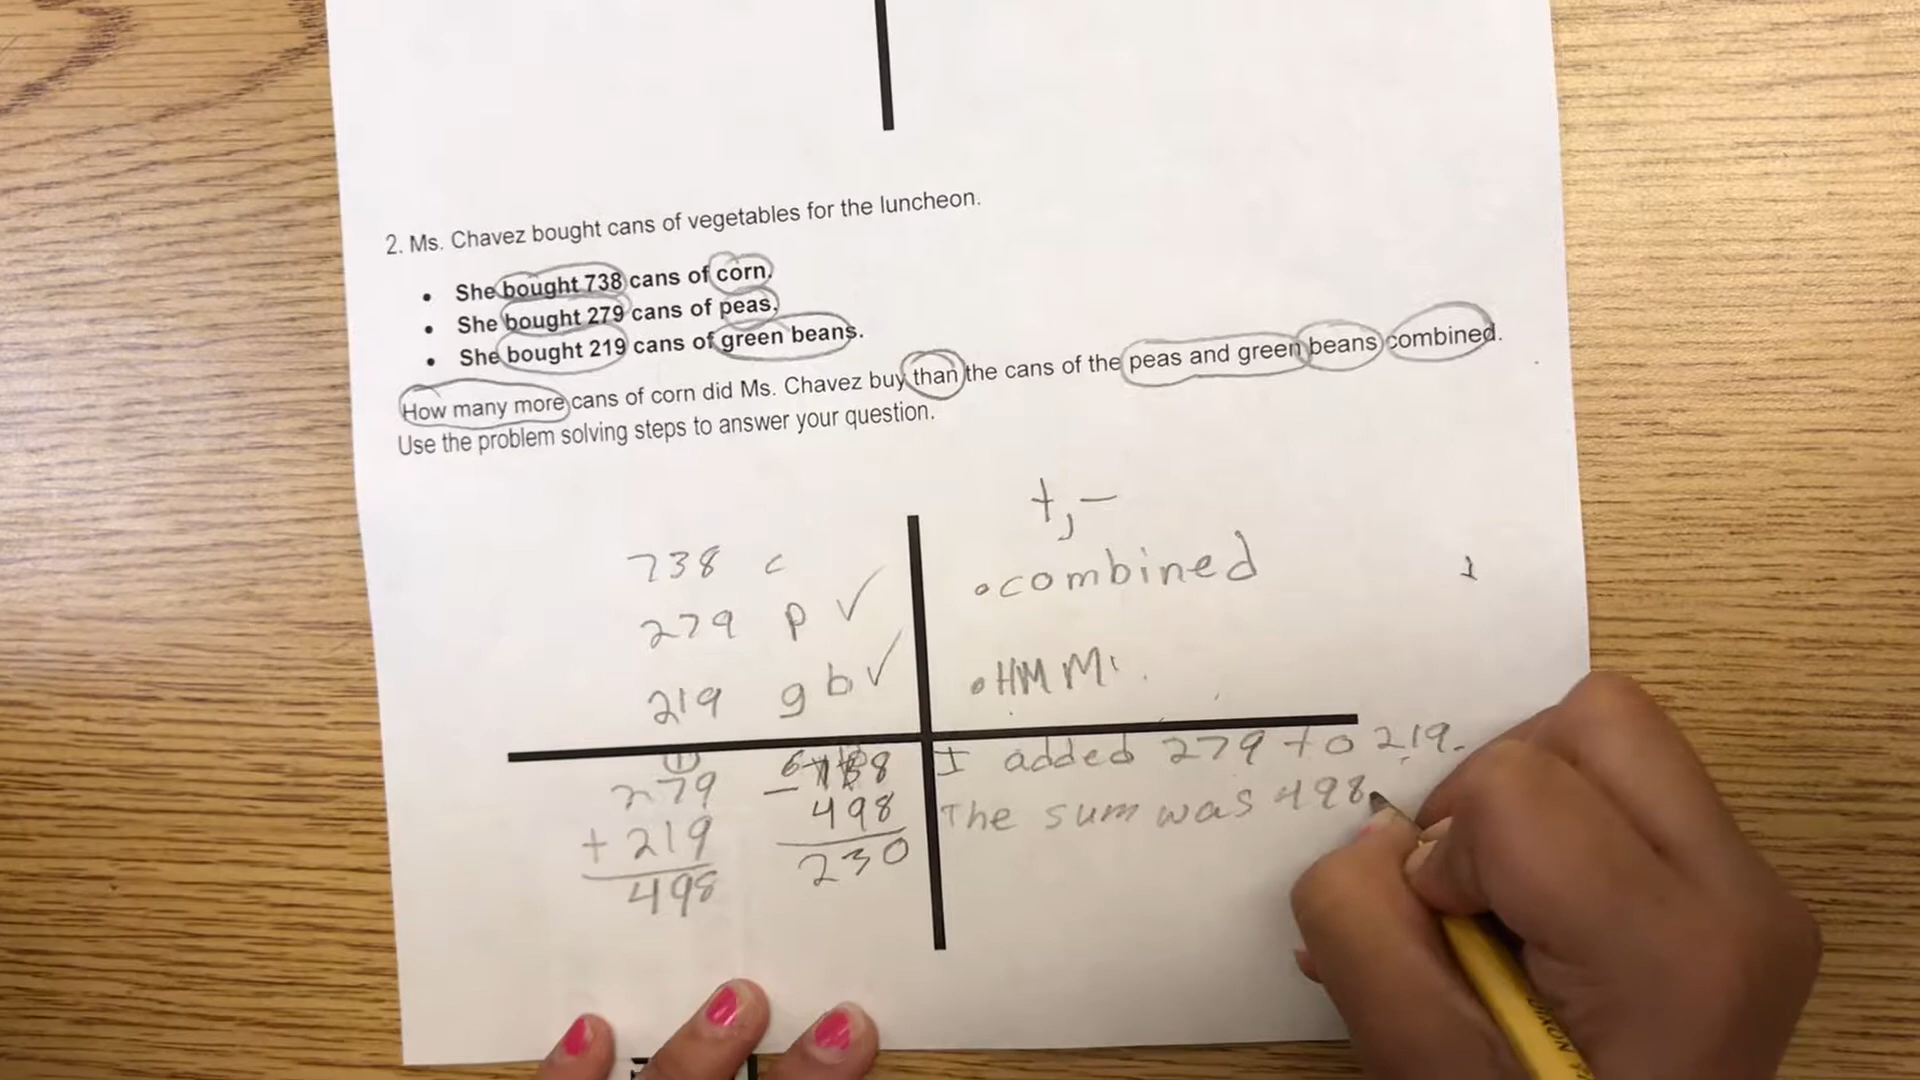 2. Ms. Chavez bought cans of vegetables for the luncheon.
• She bought 738 cans of corn.
• She bought 279 cans of peas.
• She bought 219 cans of green beans.
How many more cans of corn did Ms. Chavez buy than the cans of the peas and green beans combined.
Use the problem solving steps to answer your question.
738 c
279 p ✓
219 g b ✓
+, -
• combined
• HMM
1
279
+ 219
498
- 738
498
230
I added 279 to 219.
The sum was 498